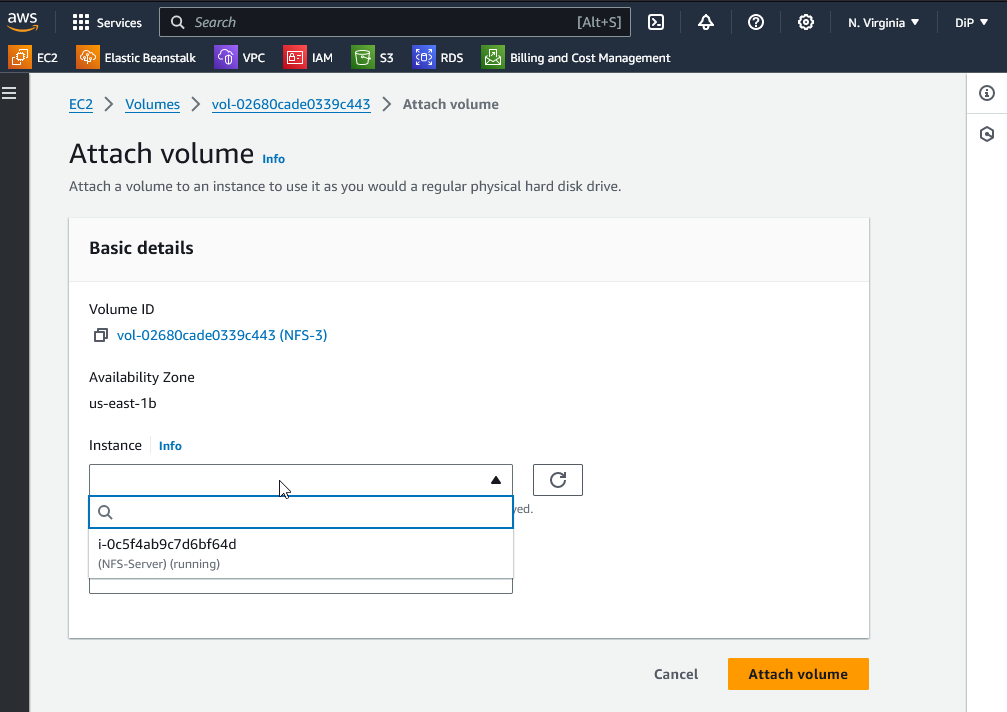 aws
Services
Search [Alt+S]
N. Virginia
DiP
EC2
Elastic Beanstalk
VPC
IAM
S3
RDS
Billing and Cost Management
EC2 > Volumes > vol-02680cade0339c443 > Attach volume
Attach volume Info
Attach a volume to an instance to use it as you would a regular physical hard disk drive.
Basic details
Volume ID
vol-02680cade0339c443 (NFS-3)
Availability Zone
us-east-1b
Instance Info
i-0c5f4ab9c7d6bf64d
(NFS-Server) (running)
Cancel
Attach volume